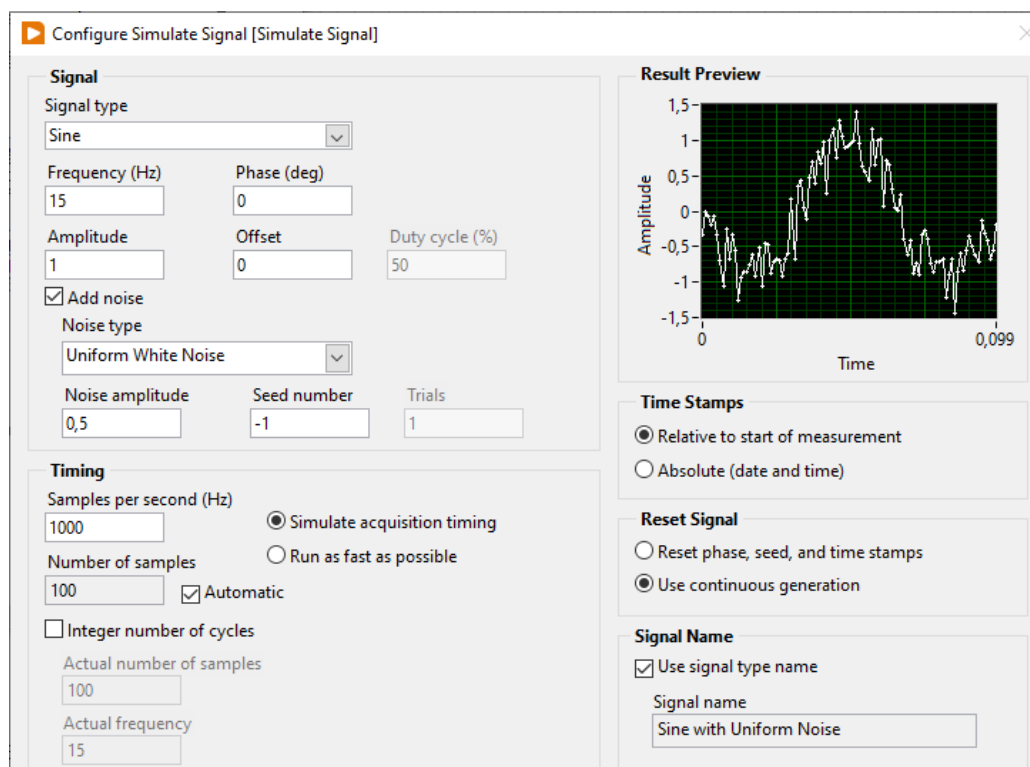 Configure Simulate Signal [Simulate Signal]
Signal
Signal type
Sine
Frequency (Hz) Phase (deg)
15 0
Amplitude Offset Duty cycle (%)
1 0 50
Add noise
Noise type
Uniform White Noise
Noise amplitude Seed number Trials
0,5 -1 1
Timing
Samples per second (Hz)
1000
Simulate acquisition timing
Run as fast as possible
Number of samples
100
Automatic
Integer number of cycles
Actual number of samples
100
Actual frequency
15
Result Preview
1,5
1
0,5
0
-0,5
-1
-1,5
Amplitude
0 0,099
Time
Time Stamps
Relative to start of measurement
Absolute (date and time)
Reset Signal
Reset phase, seed, and time stamps
Use continuous generation
Signal Name
Use signal type name
Signal name
Sine with Uniform Noise